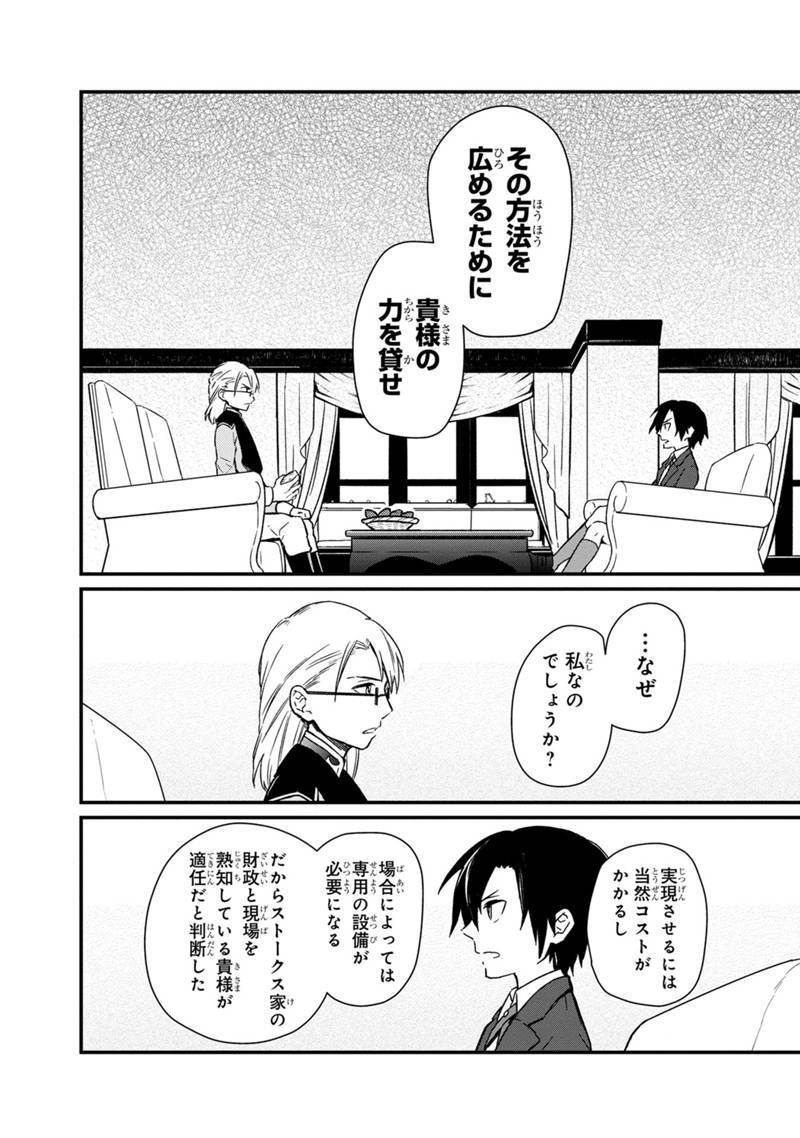 その方法を
広めるために
貴様の
力を貸せ
…なぜ
私なの
でしょうか?
実現させるには
当然コストが
かかるし
場合によっては
専用の設備が
必要になる
だからストークス家の
財政と現場を
熟知している貴様が
適任だと判断した